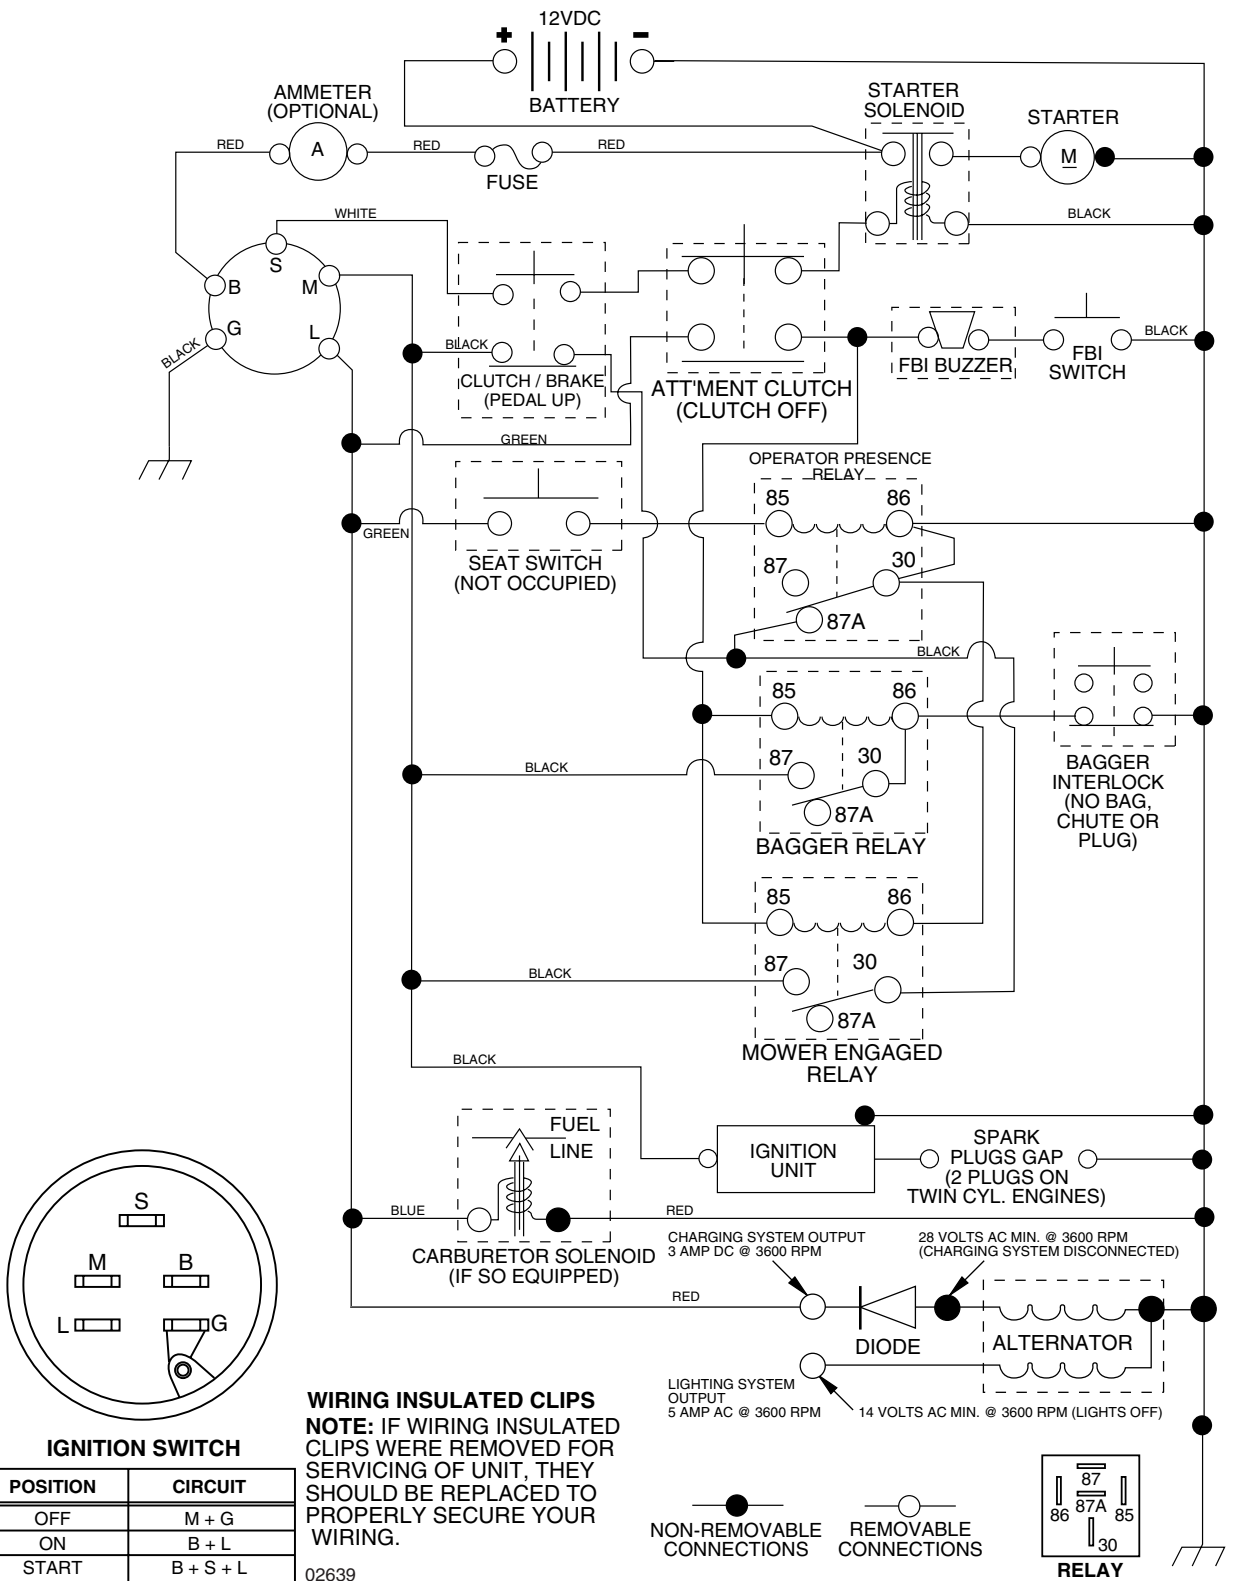 12VDC
+ -
BATTERY
AMMETER
(OPTIONAL)
A
RED
RED
RED
FUSE
STARTER
SOLENOID
STARTER
M
WHITE
BLACK
S
B
M
G
L
BLACK
BLACK
CLUTCH / BRAKE
(PEDAL UP)
ATT'MENT CLUTCH
(CLUTCH OFF)
FBI BUZZER
FBI
SWITCH
BLACK
GREEN
GREEN
SEAT SWITCH
(NOT OCCUPIED)
OPERATOR PRESENCE
RELAY
85 86
87 30
87A
BLACK
85 86
87 30
87A
BLACK
BAGGER RELAY
BAGGER
INTERLOCK
(NO BAG,
CHUTE OR
PLUG)
85 86
87 30
87A
BLACK
MOWER ENGAGED
RELAY
BLACK
FUEL
LINE
IGNITION
UNIT
SPARK
PLUGS GAP
(2 PLUGS ON
TWIN CYL. ENGINES)
BLUE
RED
CARBURETOR SOLENOID
(IF SO EQUIPPED)
CHARGING SYSTEM OUTPUT
3 AMP DC @ 3600 RPM
28 VOLTS AC MIN. @ 3600 RPM
(CHARGING SYSTEM DISCONNECTED)
RED
DIODE
ALTERNATOR
LIGHTING SYSTEM
OUTPUT
5 AMP AC @ 3600 RPM
14 VOLTS AC MIN. @ 3600 RPM (LIGHTS OFF)
S
M B
L G
IGNITION SWITCH
POSITION CIRCUIT
OFF M + G
ON B + L
START B + S + L
WIRING INSULATED CLIPS
NOTE: IF WIRING INSULATED
CLIPS WERE REMOVED FOR
SERVICING OF UNIT, THEY
SHOULD BE REPLACED TO
PROPERLY SECURE YOUR
WIRING.
02639
NON-REMOVABLE
CONNECTIONS
REMOVABLE
CONNECTIONS
87
87A
86 85
30
RELAY